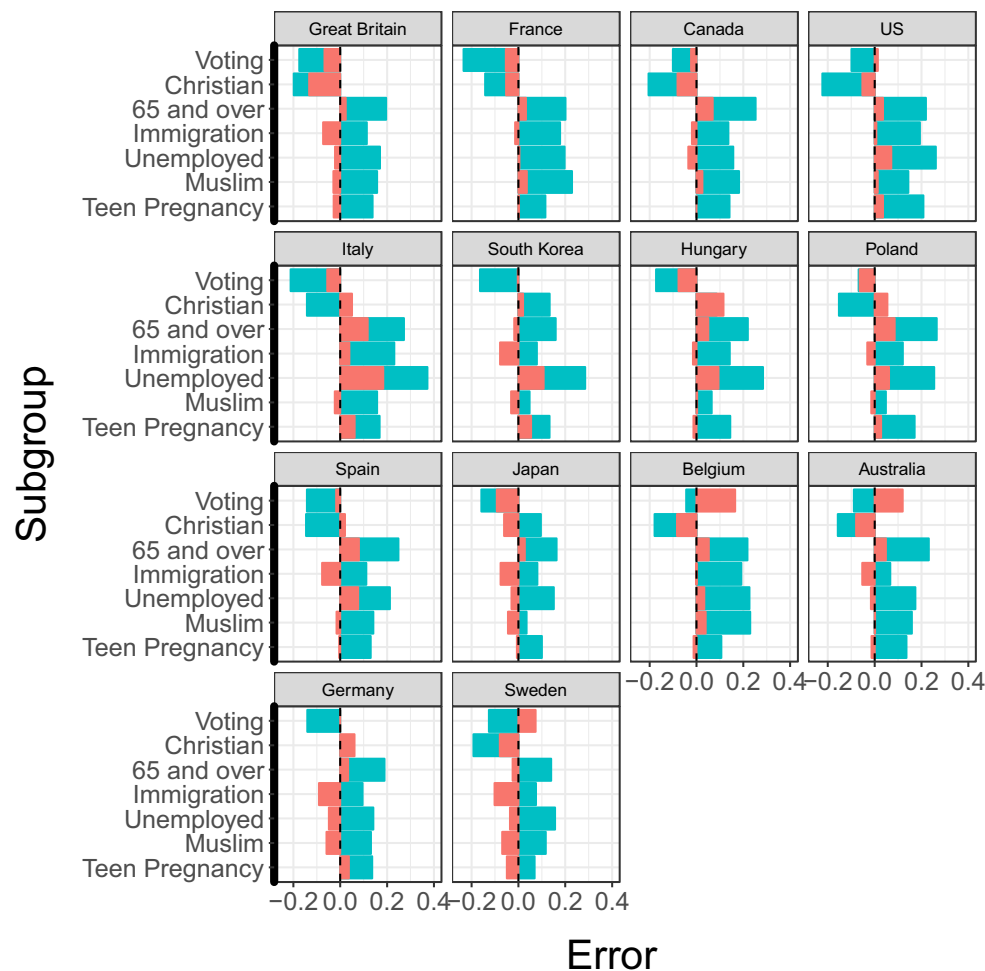 Great Britain France Canada US
Voting
Christian
65 and over
Immigration
Unemployed
Muslim
Teen Pregnancy
Italy South Korea Hungary Poland
Voting
Christian
65 and over
Immigration
Unemployed
Muslim
Teen Pregnancy
Subgroup
Spain Japan Belgium Australia
Voting
Christian
65 and over
Immigration
Unemployed
Muslim
Teen Pregnancy
−0.2 0.0 0.2 0.4 −0.2 0.0 0.2 0.4
Germany Sweden
Voting
Christian
65 and over
Immigration
Unemployed
Muslim
Teen Pregnancy
−0.2 0.0 0.2 0.4 −0.2 0.0 0.2 0.4
Error